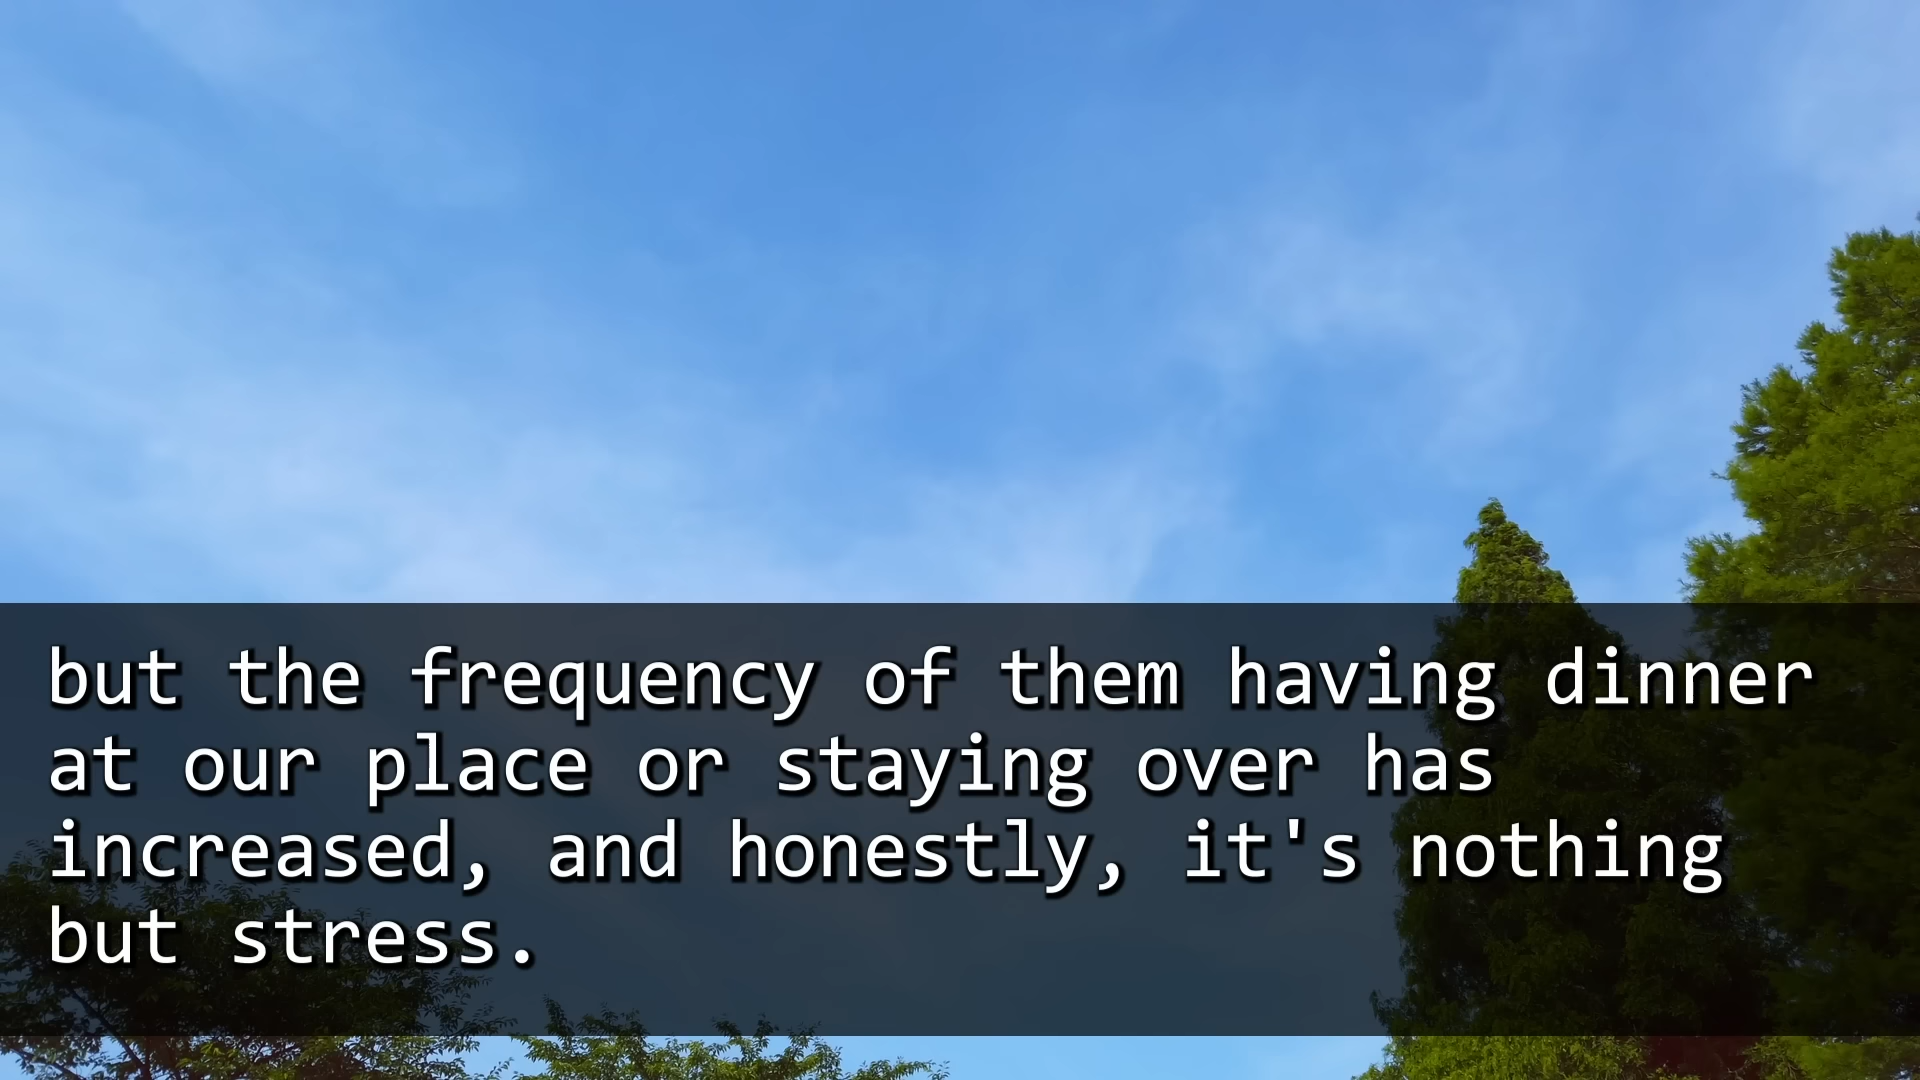 but the frequency of them having dinner
at our place or staying over has
increased, and honestly, it's nothing
but stress.